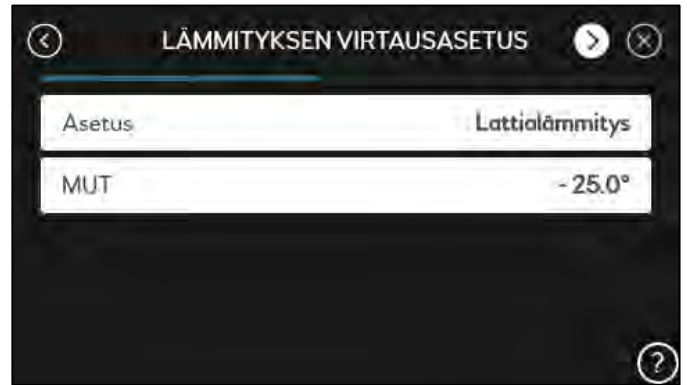 LÄMMITYKSEN VIRTAUSASETUS
Asetus Lattialämmitys
MUT - 25.0°
?